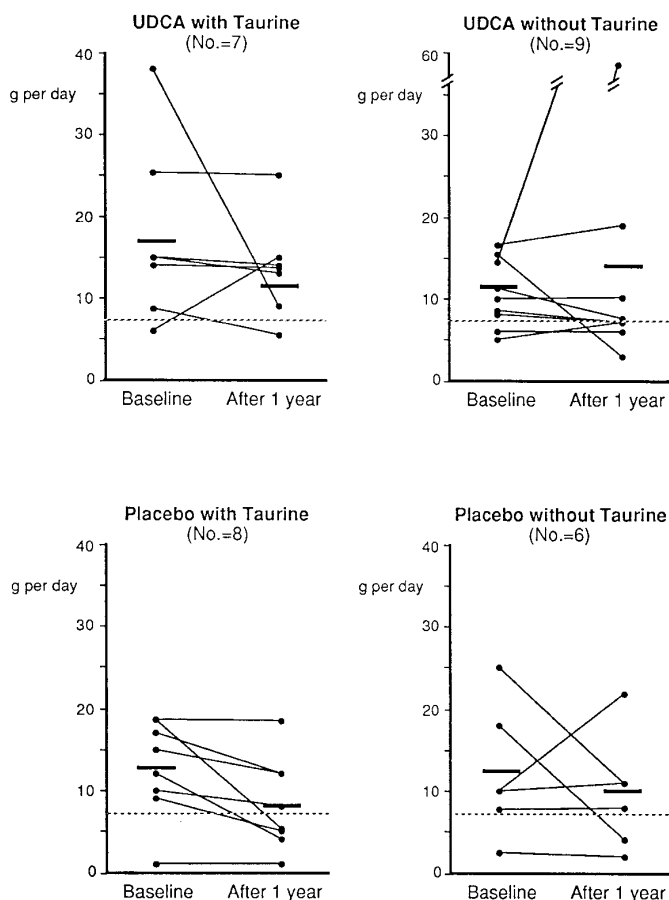 UDCA with Taurine
(No.=7)
40
g per day
30
20
10
0
Baseline After 1 year
UDCA without Taurine
(No.=9)
60
g per day
30
20
10
0
Baseline After 1 year
Placebo with Taurine
(No.=8)
40
g per day
30
20
10
0
Baseline After 1 year
Placebo without Taurine
(No.=6)
40
g per day
30
20
10
0
Baseline After 1 year